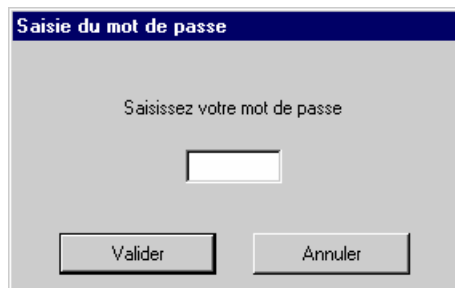 Saisie du mot de passe
Saisissez votre mot de passe
Valider
Annuler